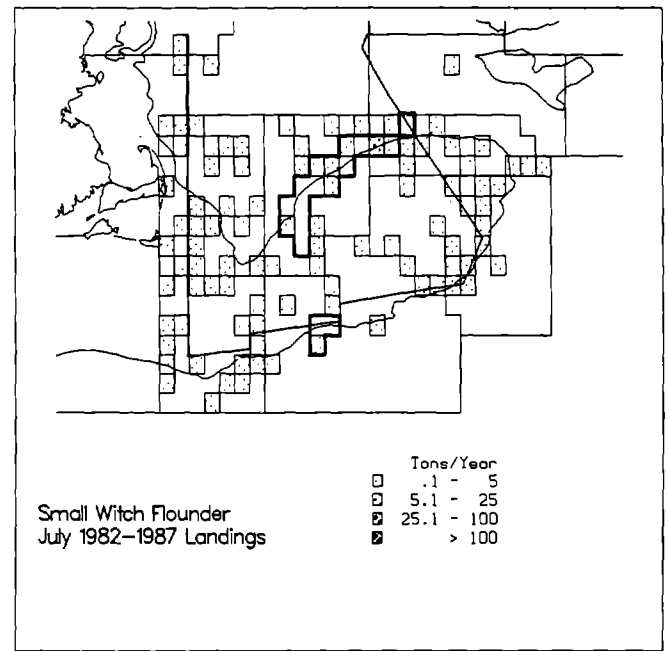 Tons/Year
.1 - 5
5.1 - 25
25.1 - 100
> 100
Small Witch Flounder
July 1982-1987 Landings